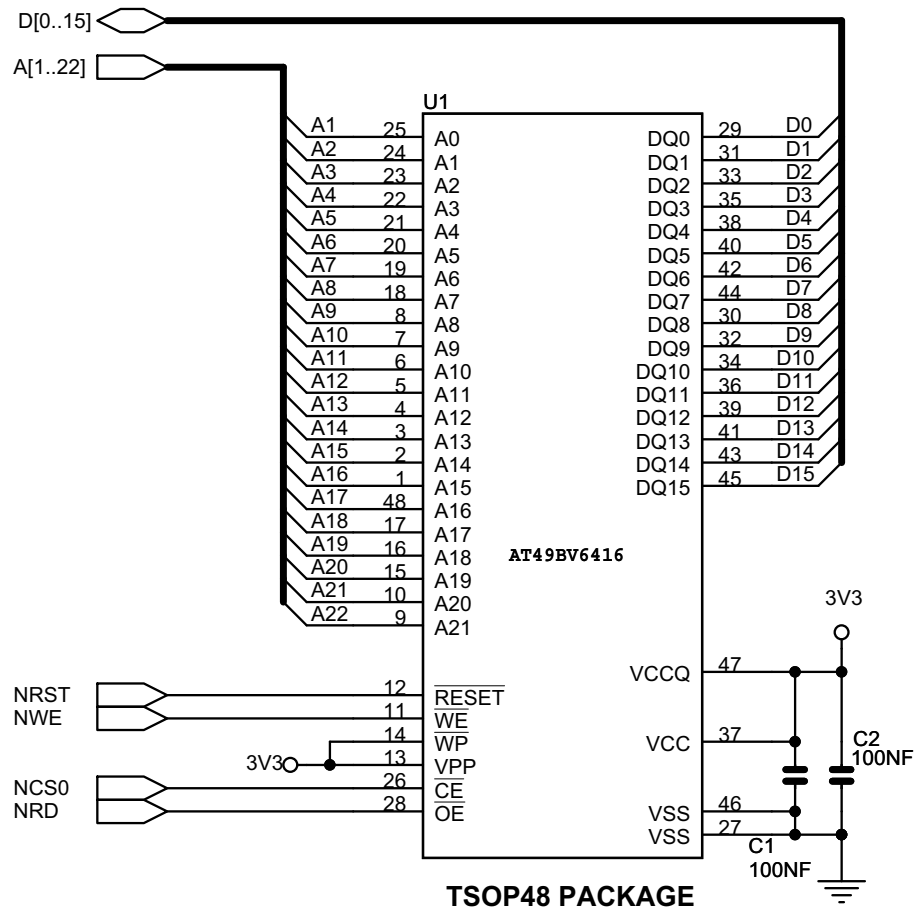 D[0..15]
A[1..22]
U1
A1 25 A0 DQ0 29 D0
A2 24 A1 DQ1 31 D1
A3 23 A2 DQ2 33 D2
A4 22 A3 DQ3 35 D3
A5 21 A4 DQ4 38 D4
A6 20 A5 DQ5 40 D5
A7 19 A6 DQ6 42 D6
A8 18 A7 DQ7 44 D7
A9 8 A8 DQ8 30 D8
A10 7 A9 DQ9 32 D9
A11 6 A10 DQ10 34 D10
A12 5 A11 DQ11 36 D11
A13 4 A12 DQ12 39 D12
A14 3 A13 DQ13 41 D13
A15 2 A14 DQ14 43 D14
A16 1 A15 DQ15 45 D15
A17 48 A16
A18 17 A17
A19 16 A18
AT49BV6416
A20 15 A19
A21 10 A20
A22 9 A21
3V3
VCCQ 47
NRST 12 RESET
NWE 11 WE
14 WP
VCC 37
C2
100NF
3V3 13 VPP
NCS0 26 CE
NRD 28 OE
VSS 46
VSS 27
C1
100NF
TSOP48 PACKAGE